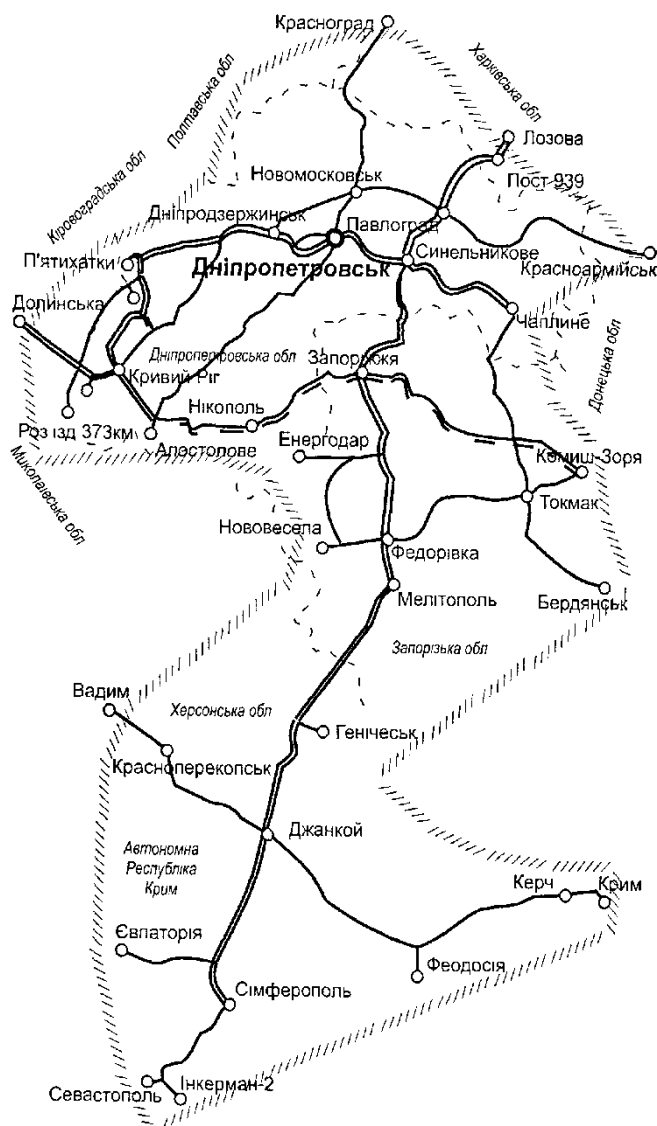 Красноград
Харківська обл
Полтавська обл
Лозова
Пост 939
Кіровоградська обл
Новомосковськ
Дніпродзержинськ
Павлоград
П'ятихатки
Синельникове
Дніпропетровськ
Красноармійськ
Долинська
Чаплине
Донецька обл
Дніпропетровська обл
Запоріжжя
Кривий Ріг
Нікополь
Роз'їзд 373км
Апостолове
Енергодар
Комиш-Зоря
Миколаївська обл
Токмак
Нововесела
Федорівка
Мелітополь
Бердянськ
Запорізька обл
Вадим
Херсонська обл
Генічеськ
Красноперекопськ
Джанкой
Автономна
Республіка
Крим
Керч
Крим
Євпаторія
Феодосія
Сімферополь
Севастополь
Інкерман-2